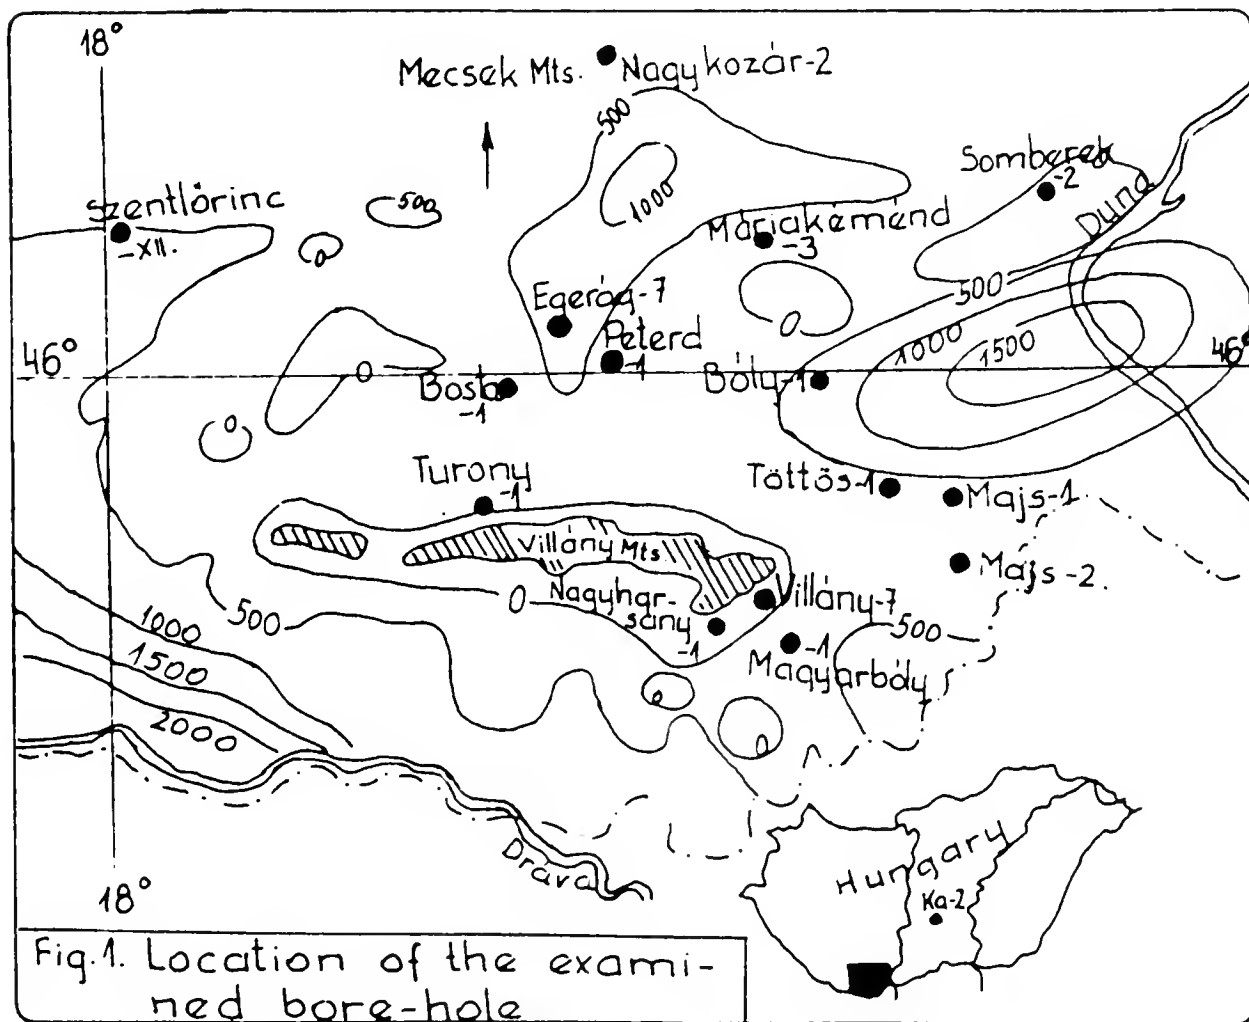 18°
Mecsek Mts.
Nagykozár-2
500
1000
Somberek
-2
Duna
Szentlőrinc
-XII.
500
0
Máriakéménd
-3
Egerág-7
Peterd
-1
0
500
1000
1500
46°
46°
0
Bosta
-1
Bóly-1
0
Turony
-1
Töttös-1
Majs-1
Villány Mts.
Majs-2.
Nagyhar-
sány
-1
0
Villány-7
500
1000
1500
2000
500
-1
Magyarbóly
0
0
Dráva
Hungary
Ka-2
18°
Fig.1. Location of the exami-
ned bore-hole